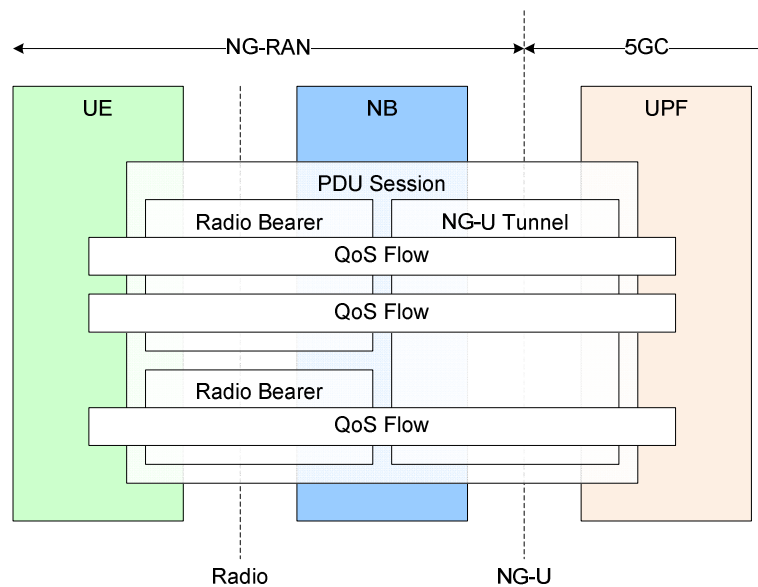 NG-RAN 5GC
UE NB UPF
PDU Session
Radio Bearer NG-U Tunnel
QoS Flow
QoS Flow
Radio Bearer
QoS Flow
Radio NG-U